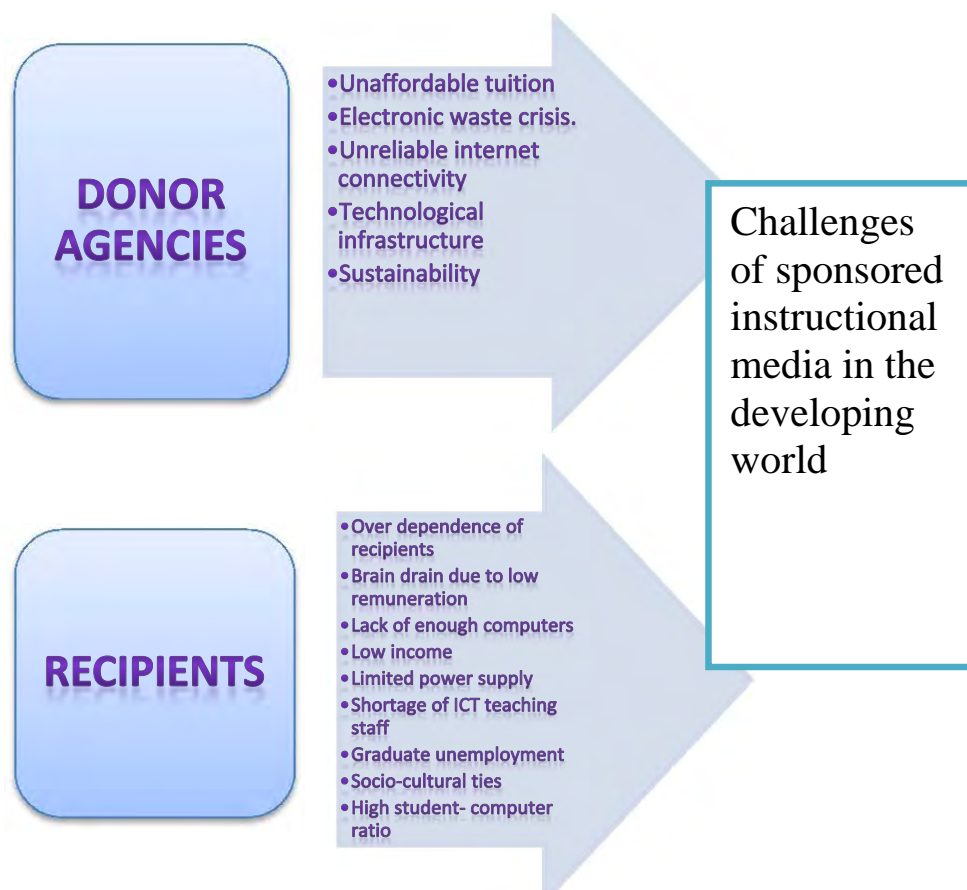 DONOR
AGENCIES
•Unaffordable tuition
•Electronic waste crisis.
•Unreliable internet
connectivity
•Technological
infrastructure
•Sustainability
Challenges
of sponsored
instructional
media in the
developing
world
RECIPIENTS
•Over dependence of
recipients
•Brain drain due to low
remuneration
•Lack of enough computers
•Low income
•Limited power supply
•Shortage of ICT teaching
staff
•Graduate unemployment
•Socio-cultural ties
•High student- computer
ratio